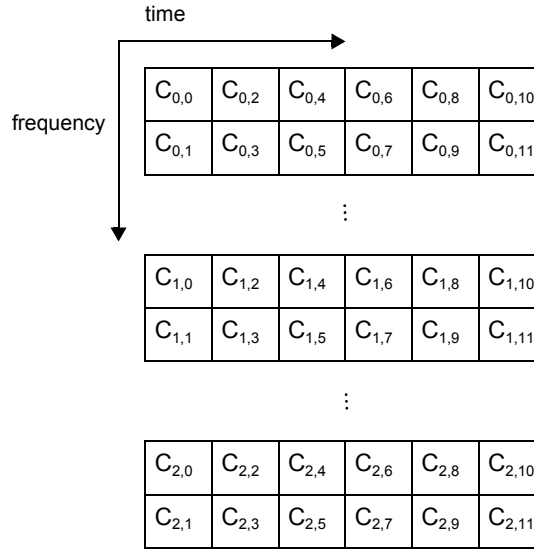 time
frequency
C0,0 C0,2 C0,4 C0,6 C0,8 C0,10
C0,1 C0,3 C0,5 C0,7 C0,9 C0,11
⋮
C1,0 C1,2 C1,4 C1,6 C1,8 C1,10
C1,1 C1,3 C1,5 C1,7 C1,9 C1,11
⋮
C2,0 C2,2 C2,4 C2,6 C2,8 C2,10
C2,1 C2,3 C2,5 C2,7 C2,9 C2,11